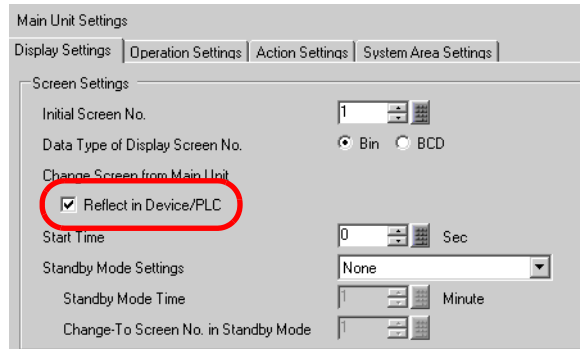 Main Unit Settings
Display Settings Operation Settings Action Settings System Area Settings
Screen Settings
Initial Screen No. 1
Data Type of Display Screen No. Bin BCD
Change Screen from Main Unit
Reflect in Device/PLC
Start Time 0 Sec
Standby Mode Settings None
Standby Mode Time 1 Minute
Change-To Screen No. in Standby Mode 1